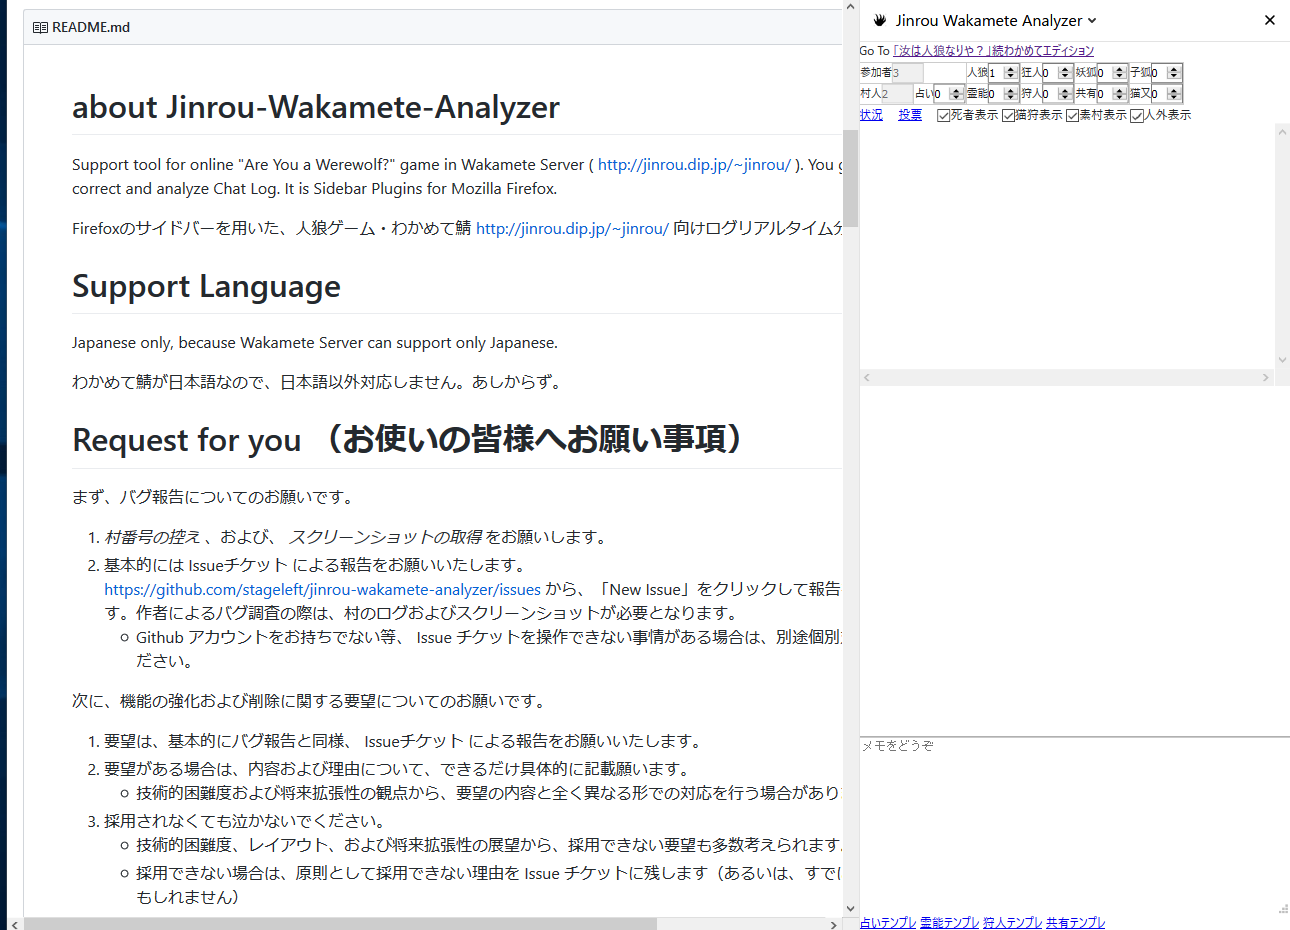 README.md
about Jinrou-Wakamete-Analyzer
Support tool for online "Are You a Werewolf?" game in Wakamete Server ( http://jinrou.dip.jp/~jinrou/ ). You
correct and analyze Chat Log. It is Sidebar Plugins for Mozilla Firefox.
Firefoxのサイドバーを用いた、人狼ゲーム・わかめて鯖 http://jinrou.dip.jp/~jinrou/ 向けログリアルタイム
Support Language
Japanese only, because Wakamete Server can support only Japanese.
わかめて鯖が日本語なので、日本語以外対応しません。あしからず。
Request for you （お使いの皆様へお願い事項）
まず、バグ報告についてのお願いです。
1. 村番号の控え 、および、 スクリーンショットの取得 をお願いします。
2. 基本的には Issueチケット による報告をお願いいたします。
https://github.com/stageleft/jinrou-wakamete-analyzer/issues から、「New Issue」をクリックして報告
す。作者によるバグ調査の際は、村のログおよびスクリーンショットが必要となります。
Github アカウントをお持ちでない等、 Issue チケットを操作できない事情がある場合は、別途個別
ださい。
次に、機能の強化および削除に関する要望についてのお願いです。
1. 要望は、基本的にバグ報告と同様、 Issueチケット による報告をお願いいたします。
2. 要望がある場合は、内容および理由について、できるだけ具体的に記載願います。
技術的困難度および将来拡張性の観点から、要望の内容と全く異なる形での対応を行う場合があり
3. 採用されなくても泣かないでください。
技術的困難度、レイアウト、および将来拡張性の展望から、採用できない要望も多数考えられます
採用できない場合は、原則として採用できない理由を Issue チケットに残します（あるいは、すで
もしれません）
Jinrou Wakamete Analyzer
Go To 「汝は人狼なりや？」続わかめてエディション
参加者 3 人狼 1 狂人 0 妖狐 0 子狐 0
村人 2 占い 0 霊能 0 狩人 0 共有 0 猫又 0
状況 投票 死者表示 猫狩表示 素村表示 人外表示
メモをどうぞ
占いテンプレ 霊能テンプレ 狩人テンプレ 共有テンプレ